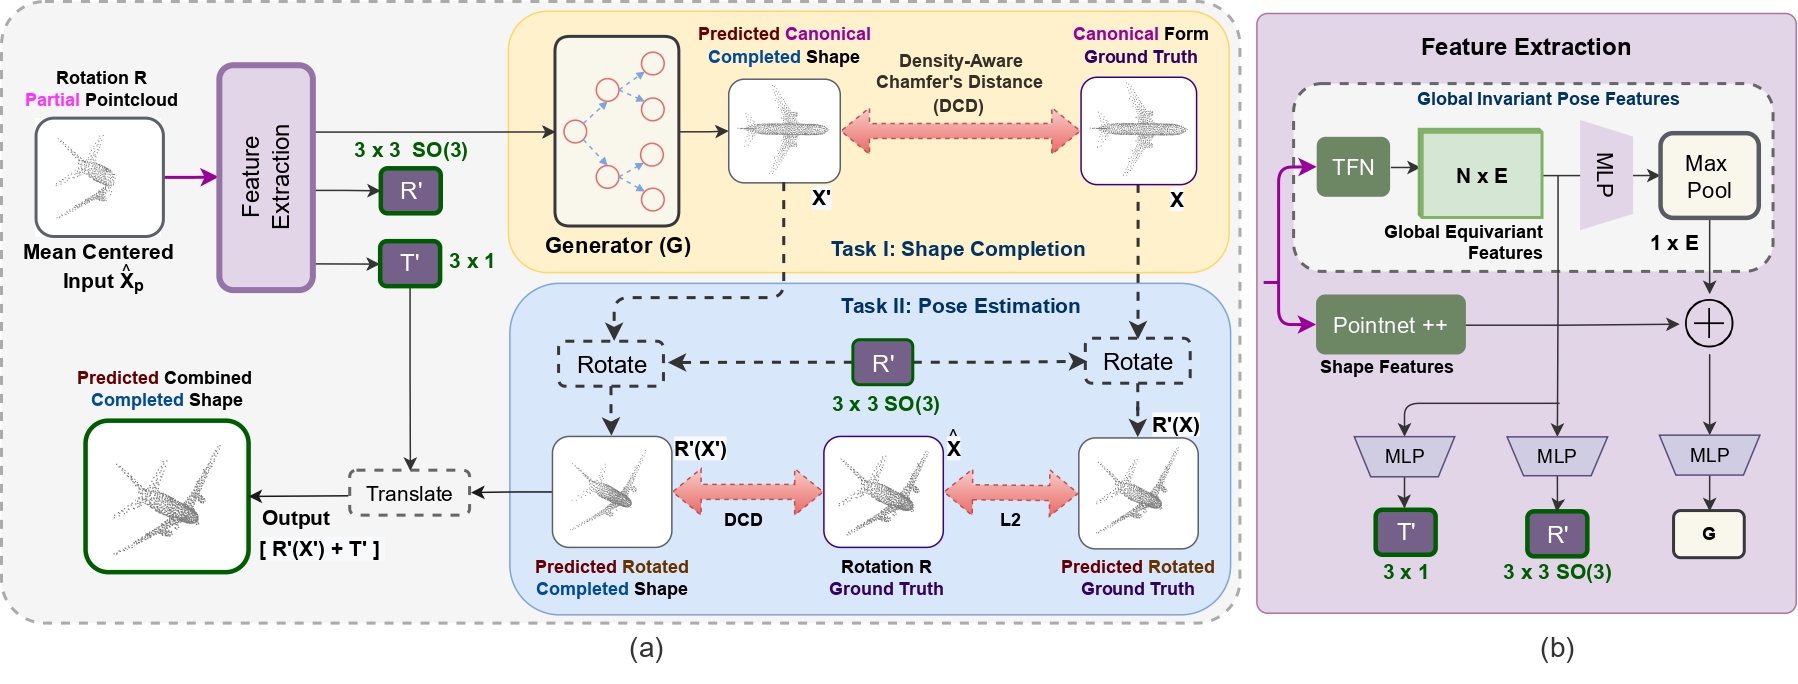 Rotation R
Partial Pointcloud
Mean Centered
Input X̂p
Feature
Extraction
3 x 3 SO(3)
R'
T'
3 x 1
Generator (G)
Predicted Canonical
Completed Shape
X'
Density-Aware
Chamfer's Distance
(DCD)
Canonical Form
Ground Truth
X
Task I: Shape Completion
Task II: Pose Estimation
Rotate
R'
3 x 3 SO(3)
Rotate
R'(X')
DCD
X̂
L2
R'(X)
Predicted Rotated
Completed Shape
Rotation R
Ground Truth
Predicted Rotated
Ground Truth
Predicted Combined
Completed Shape
Translate
Output
[ R'(X') + T' ]
(a)
Feature Extraction
Global Invariant Pose Features
TFN
N x E
MLP
Max
Pool
Global Equivariant
Features
1 x E
Pointnet ++
Shape Features
MLP
MLP
MLP
T'
R'
G
3 x 1
3 x 3 SO(3)
(b)